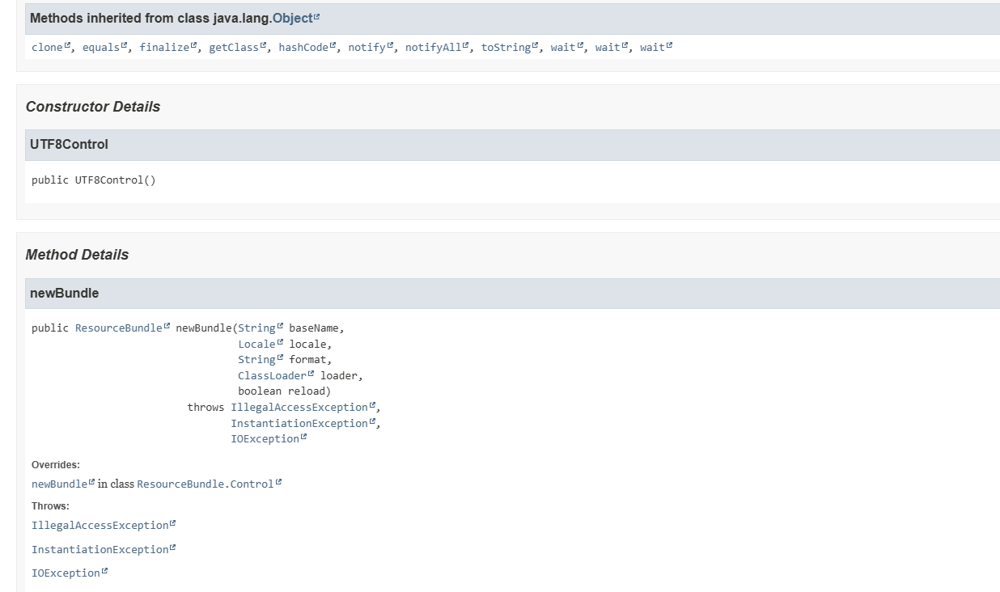 Methods inherited from class java.lang.Object
clone, equals, finalize, getClass, hashCode, notify, notifyAll, toString, wait, wait, wait
Constructor Details
UTF8Control
public UTF8Control()
Method Details
newBundle
public ResourceBundle newBundle(String baseName,
Locale locale,
String format,
ClassLoader loader,
boolean reload)
throws IllegalAccessException,
InstantiationException,
IOException
Overrides:
newBundle in class ResourceBundle.Control
Throws:
IllegalAccessException
InstantiationException
IOException